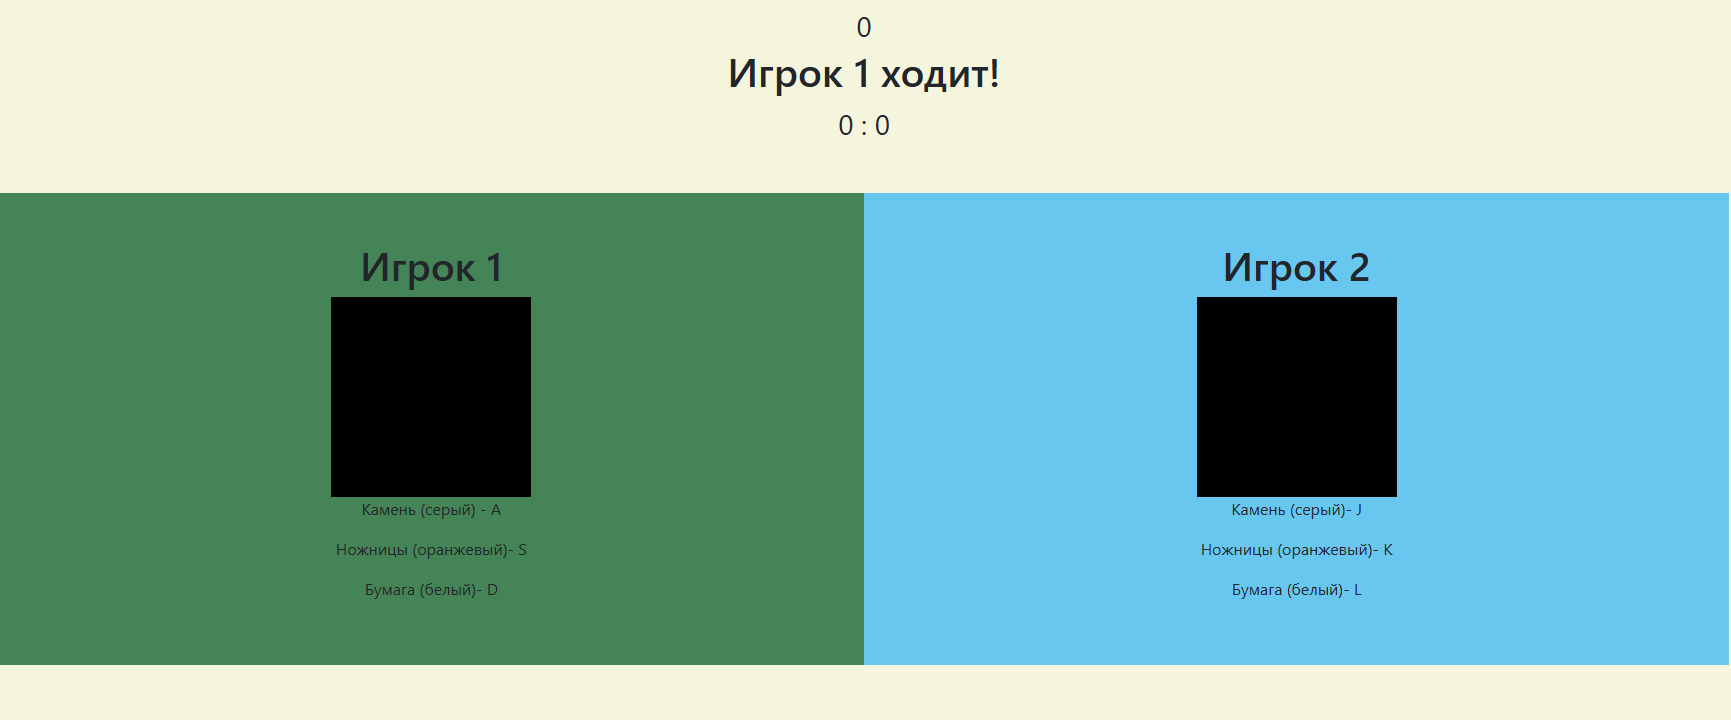 0
Игрок 1 ходит!
0 : 0
Игрок 1
Камень (серый) - A
Ножницы (оранжевый)- S
Бумага (белый)- D
Игрок 2
Камень (серый)- J
Ножницы (оранжевый)- K
Бумага (белый)- L